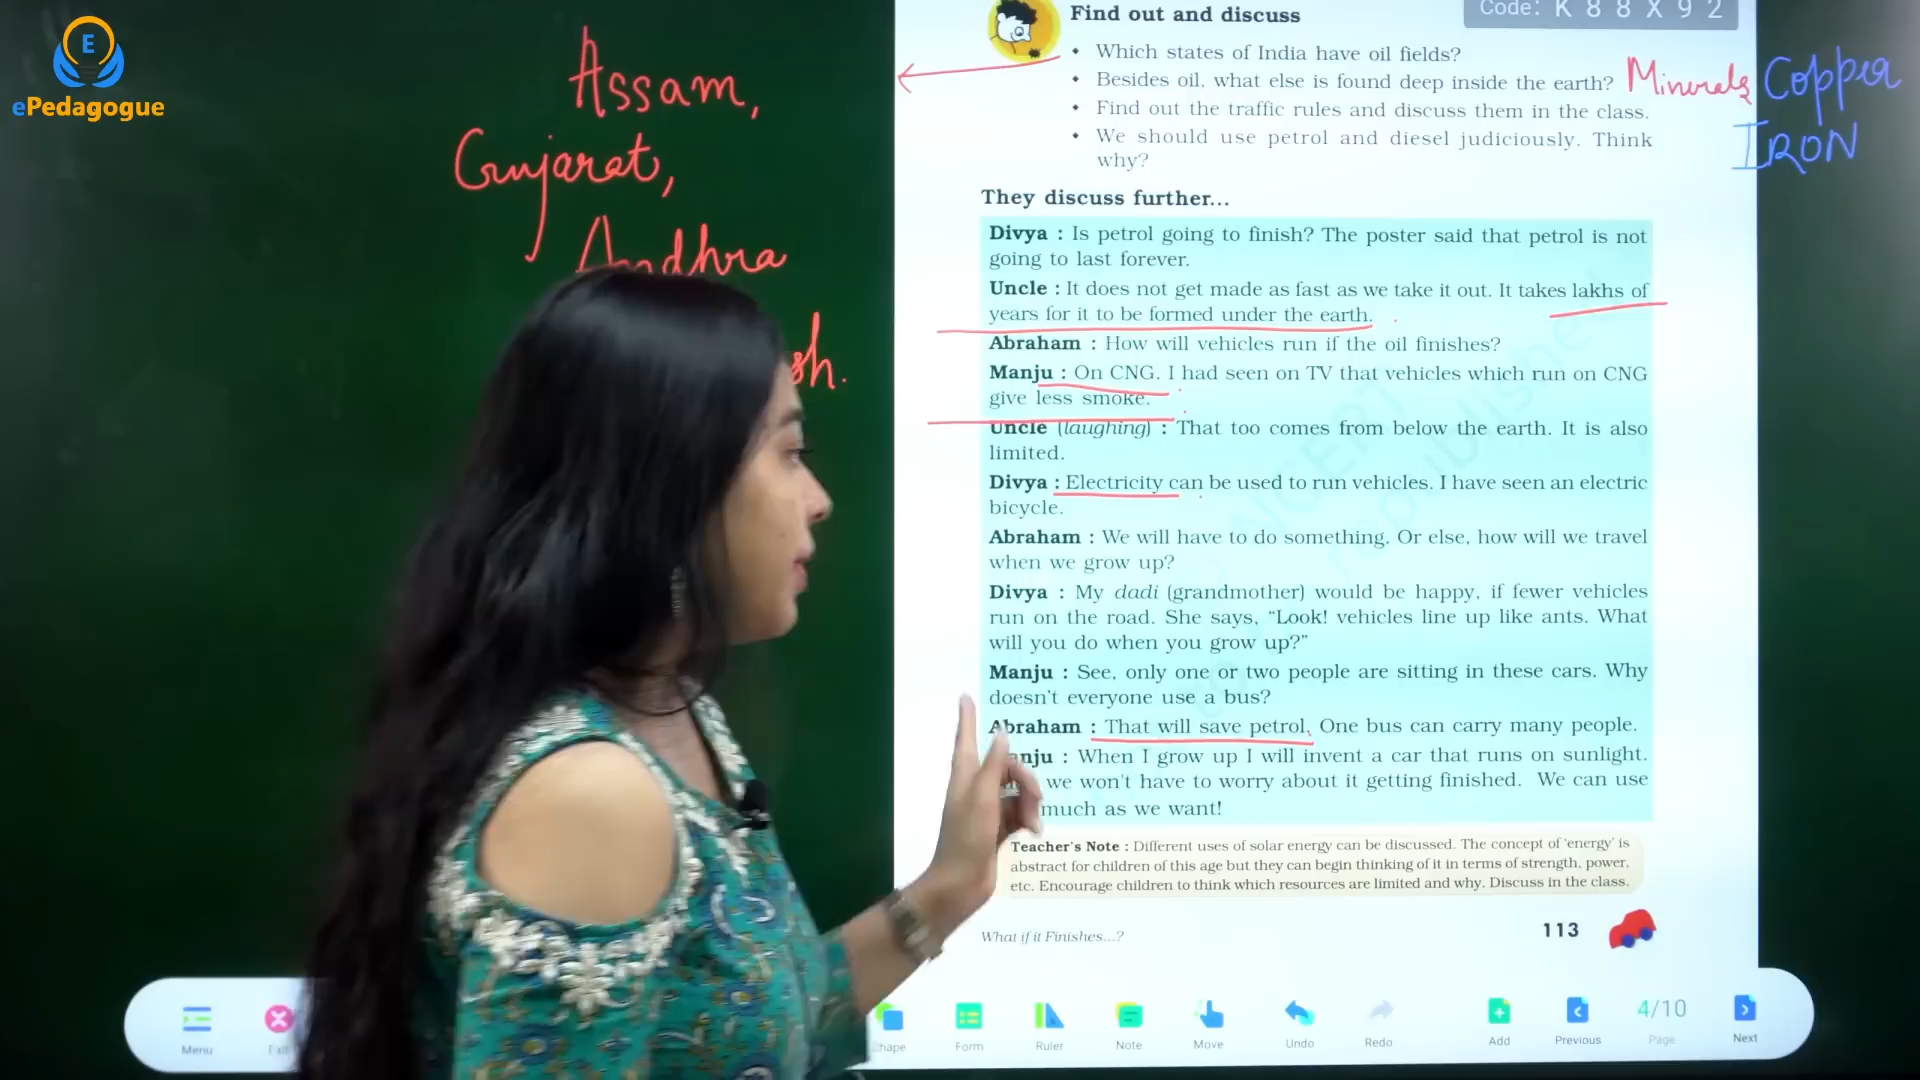 E
ePedagogue
Assam,
Gujarat,
Andhra
sh.
Code: K 8 8 X 9 2
Find out and discuss
• Which states of India have oil fields?
• Besides oil, what else is found deep inside the earth? Minerals Copper
IRON
• Find out the traffic rules and discuss them in the class.
• We should use petrol and diesel judiciously. Think
why?
They discuss further...
Divya : Is petrol going to finish? The poster said that petrol is not
going to last forever.
Uncle : It does not get made as fast as we take it out. It takes lakhs of
years for it to be formed under the earth.
Abraham : How will vehicles run if the oil finishes?
Manju : On CNG. I had seen on TV that vehicles which run on CNG
give less smoke.
Uncle (laughing) : That too comes from below the earth. It is also
limited.
Divya : Electricity can be used to run vehicles. I have seen an electric
bicycle.
Abraham : We will have to do something. Or else, how will we travel
when we grow up?
Divya : My dadi (grandmother) would be happy, if fewer vehicles
run on the road. She says, “Look! vehicles line up like ants. What
will you do when you grow up?”
Manju : See, only one or two people are sitting in these cars. Why
doesn't everyone use a bus?
Abraham : That will save petrol. One bus can carry many people.
anju : When I grow up I will invent a car that runs on sunlight.
we won't have to worry about it getting finished. We can use
much as we want!
Teacher's Note : Different uses of solar energy can be discussed. The concept of 'energy' is
abstract for children of this age but they can begin thinking of it in terms of strength, power,
etc. Encourage children to think which resources are limited and why. Discuss in the class.
What if it Finishes...?
113
Menu
Exit
Shape
Form
Ruler
Note
Move
Undo
Redo
Add
Previous
4/10
Page
Next